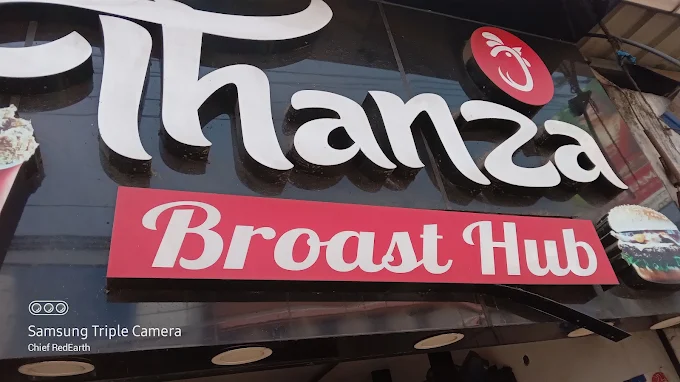 Thanza
Broast Hub
Samsung Triple Camera
Chief RedEarth